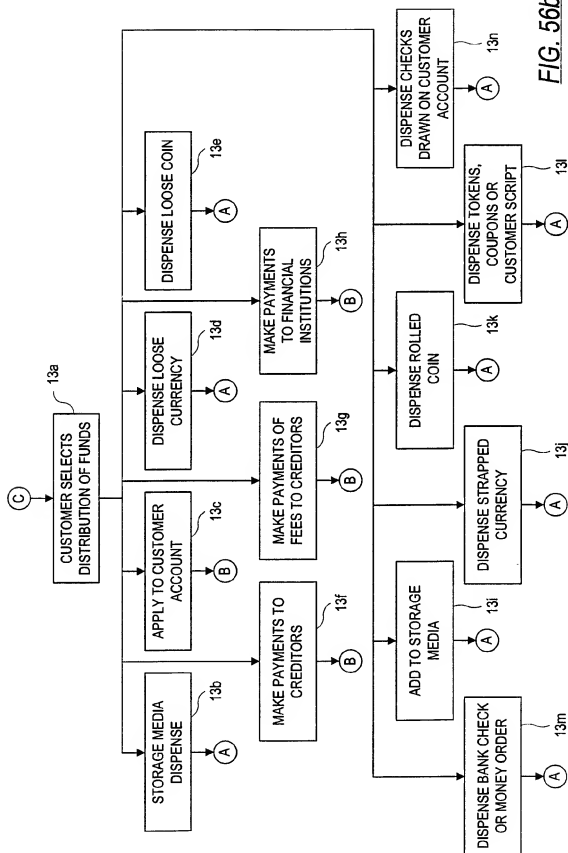 C
13a
CUSTOMER SELECTS
DISTRIBUTION OF FUNDS
STORAGE MEDIA
DISPENSE
13b
A
APPLY TO CUSTOMER
ACCOUNT
13c
B
DISPENSE LOOSE
CURRENCY
13d
A
DISPENSE LOOSE COIN
13e
A
MAKE PAYMENTS TO
CREDITORS
13f
B
MAKE PAYMENTS OF
FEES TO CREDITORS
13g
B
MAKE PAYMENTS
TO FINANCIAL
INSTITUTIONS
13h
B
ADD TO STORAGE
MEDIA
13i
A
DISPENSE ROLLED
COIN
13k
A
DISPENSE CHECKS
DRAWN ON CUSTOMER
ACCOUNT
13n
A
DISPENSE BANK CHECK
OR MONEY ORDER
13m
A
DISPENSE STRAPPED
CURRENCY
13j
A
DISPENSE TOKENS,
COUPONS OR
CUSTOMER SCRIPT
13l
A
FIG. 56b